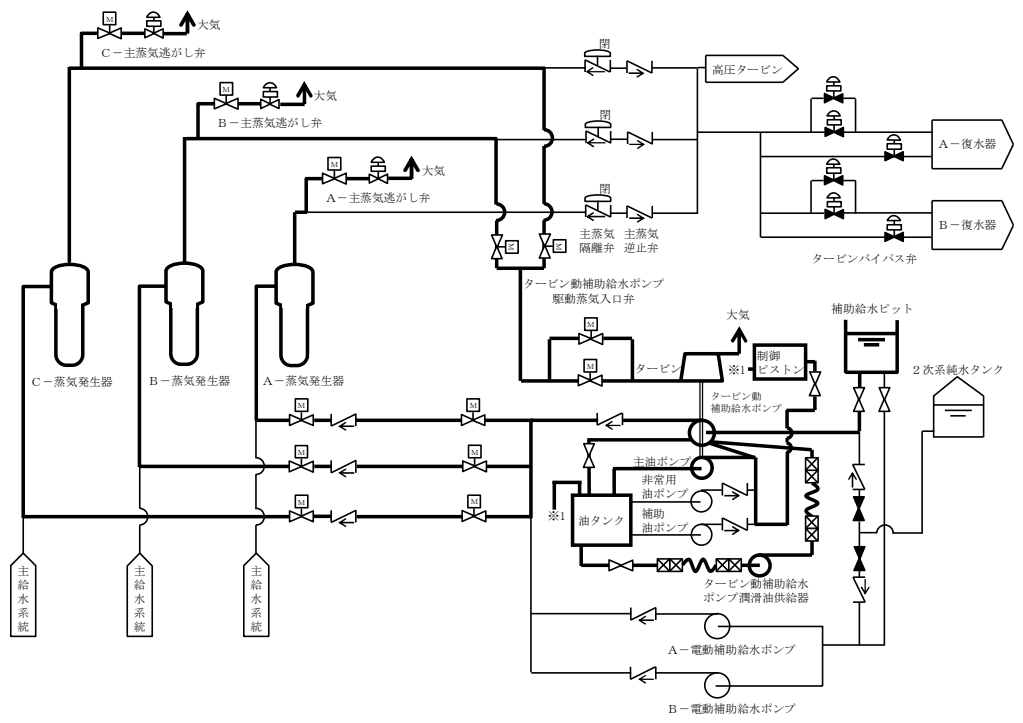 M
大気
C－主蒸気逃がし弁
M
大気
B－主蒸気逃がし弁
M
大気
A－主蒸気逃がし弁
閉
閉
閉
高圧タービン
A－復水器
B－復水器
主蒸気
隔離弁
主蒸気
逆止弁
タービンバイパス弁
M
M
タービン動補助給水ポンプ
駆動蒸気入口弁
C－蒸気発生器
B－蒸気発生器
A－蒸気発生器
大気
補助給水ピット
M
M
タービン
※1
制御
ピストン
２次系純水タンク
タービン動
補助給水ポンプ
M
M
M
M
M
M
主油ポンプ
非常用
油ポンプ
補助
油ポンプ
※1
油タンク
タービン動補助給水
ポンプ潤滑油供給器
主給水系統
主給水系統
主給水系統
A－電動補助給水ポンプ
B－電動補助給水ポンプ